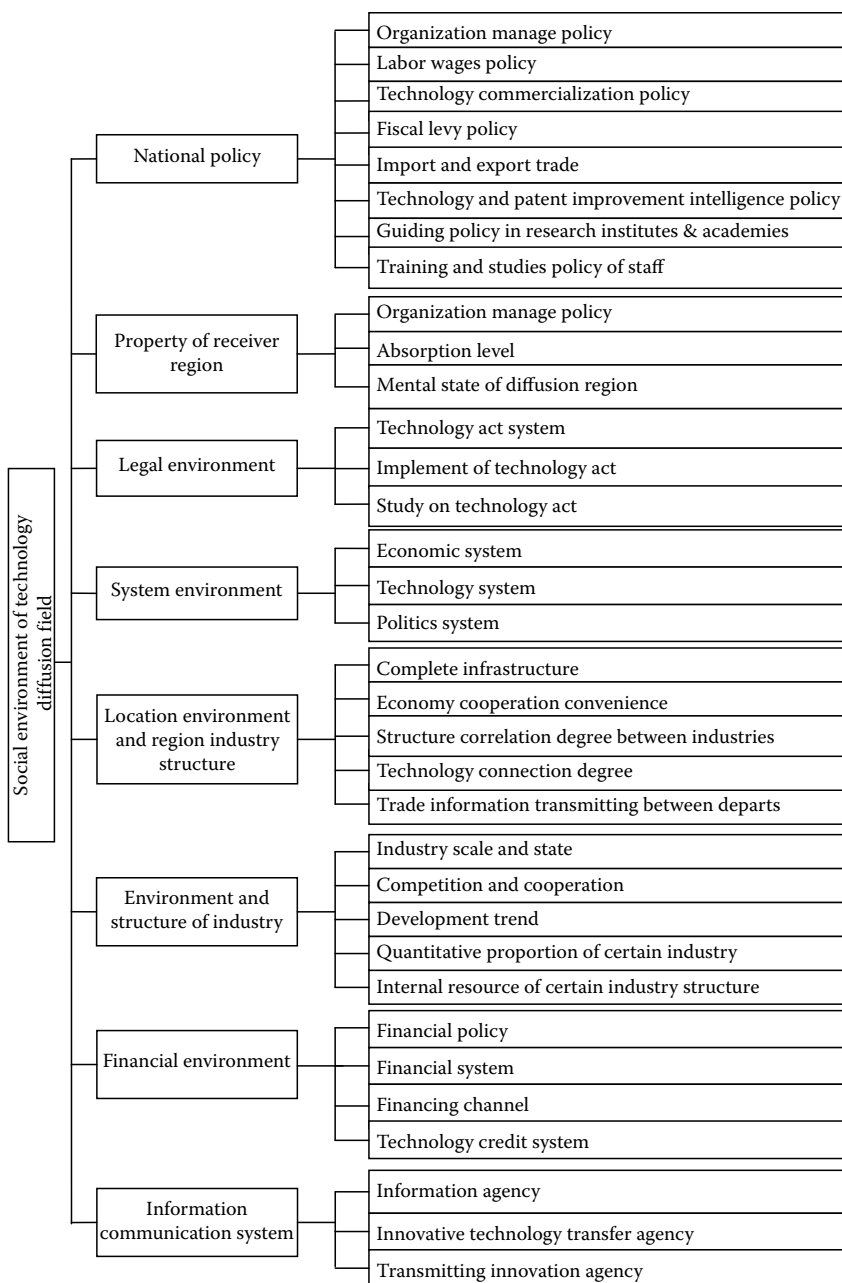 Social environment of technology
diffusion field
National policy
Organization manage policy
Labor wages policy
Technology commercialization policy
Fiscal levy policy
Import and export trade
Technology and patent improvement intelligence policy
Guiding policy in research institutes & academies
Training and studies policy of staff
Property of receiver
region
Organization manage policy
Absorption level
Mental state of diffusion region
Legal environment
Technology act system
Implement of technology act
Study on technology act
System environment
Economic system
Technology system
Politics system
Location environment
and region industry
structure
Complete infrastructure
Economy cooperation convenience
Structure correlation degree between industries
Technology connection degree
Trade information transmitting between departs
Environment and
structure of industry
Industry scale and state
Competition and cooperation
Development trend
Quantitative proportion of certain industry
Internal resource of certain industry structure
Financial environment
Financial policy
Financial system
Financing channel
Technology credit system
Information
communication system
Information agency
Innovative technology transfer agency
Transmitting innovation agency